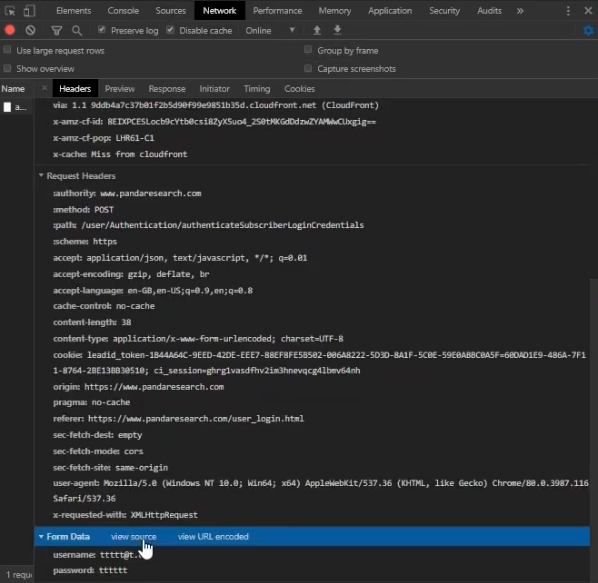 Elements Console Sources Network Performance Memory Application Security Audits »
Preserve log Disable cache Online
Use large request rows Group by frame
Show overview Capture screenshots
Name × Headers Preview Response Initiator Timing Cookies
a...
via: 1.1 9ddb4a7c37b01f2b5d90f99e9851b35d.cloudfront.net (CloudFront)
x-amz-cf-id: 8EIXPCESLocb9cYtb0csi8ZyX5uo4_2S0tMKGdDdzwZYAMWwCUxgig==
x-amz-cf-pop: LHR61-C1
x-cache: Miss from cloudfront
Request Headers
:authority: www.pandaresearch.com
:method: POST
:path: /user/Authentication/authenticateSubscriberLoginCredentials
:scheme: https
accept: application/json, text/javascript, */*; q=0.01
accept-encoding: gzip, deflate, br
accept-language: en-GB,en-US;q=0.9,en;q=0.8
cache-control: no-cache
content-length: 38
content-type: application/x-www-form-urlencoded; charset=UTF-8
cookie: leadid_token-1B44A64C-9EED-42DE-EEE7-88EF8FE5B502-006A8222-5D3D-8A1F-5C0E-59E0ABBC0A5F=60DAD1E9-486A-7F1
1-8764-2BE13BB30510; ci_session=ghrg1vasdfhv2im3hnevqcg4lbmv64nh
origin: https://www.pandaresearch.com
pragma: no-cache
referer: https://www.pandaresearch.com/user_login.html
sec-fetch-dest: empty
sec-fetch-mode: cors
sec-fetch-site: same-origin
user-agent: Mozilla/5.0 (Windows NT 10.0; Win64; x64) AppleWebKit/537.36 (KHTML, like Gecko) Chrome/80.0.3987.116
Safari/537.36
x-requested-with: XMLHttpRequest
Form Data view source view URL encoded
username: ttttt@t.
password: tttttt
1 requ